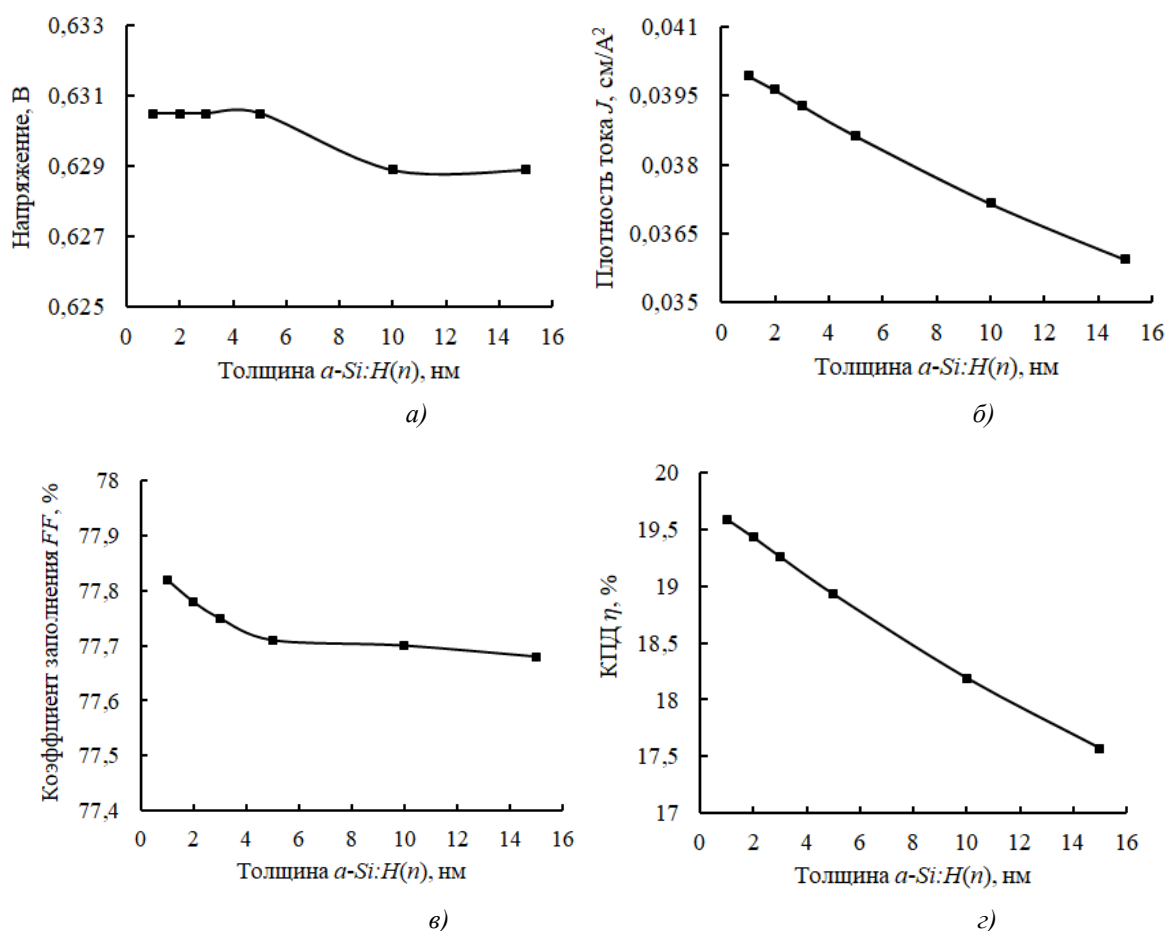 0,633
0,631
0,629
0,627
0,625
Напряжение, В
0 2 4 6 8 10 12 14 16
Толщина a-Si:H(n), нм
а)
0,041
0,0395
0,038
0,0365
0,035
Плотность тока J, см/А²
0 2 4 6 8 10 12 14 16
Толщина a-Si:H(n), нм
б)
78
77,9
77,8
77,7
77,6
77,5
77,4
Коэффциент заполнения FF, %
0 2 4 6 8 10 12 14 16
Толщина a-Si:H(n), нм
в)
20
19,5
19
18,5
18
17,5
17
КПД η, %
0 2 4 6 8 10 12 14 16
Толщина a-Si:H(n), нм
г)